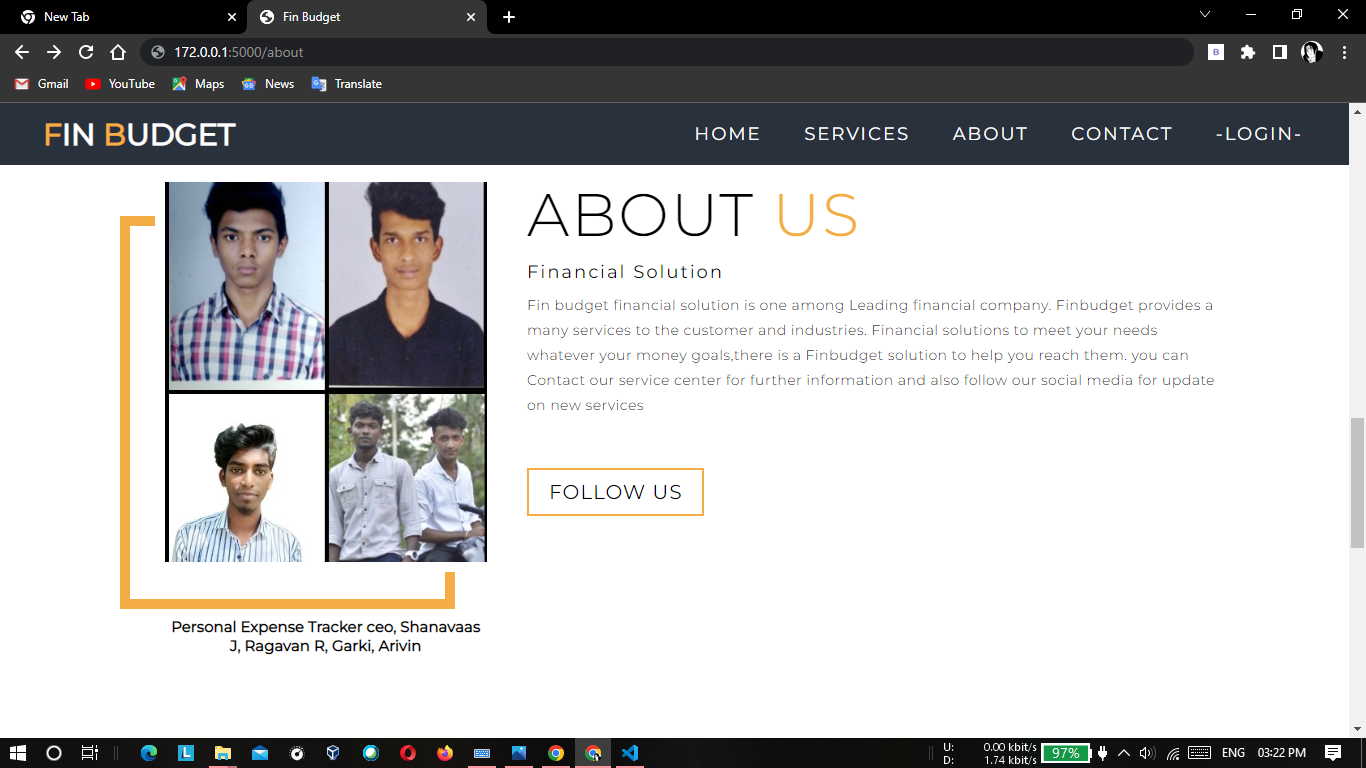 New Tab
Fin Budget
172.0.0.1:5000/about
B
Gmail
YouTube
Maps
News
Translate
FIN BUDGET
HOME
SERVICES
ABOUT
CONTACT
-LOGIN-
ABOUT US
Financial Solution
Fin budget financial solution is one among Leading financial company. Finbudget provides a
many services to the customer and industries. Financial solutions to meet your needs
whatever your money goals,there is a Finbudget solution to help you reach them. you can
Contact our service center for further information and also follow our social media for update
on new services
FOLLOW US
Personal Expense Tracker ceo, Shanavaas
J, Ragavan R, Garki, Arivin
L
U: 0.00 kbit/s
D: 1.74 kbit/s
97%
ENG
03:22 PM